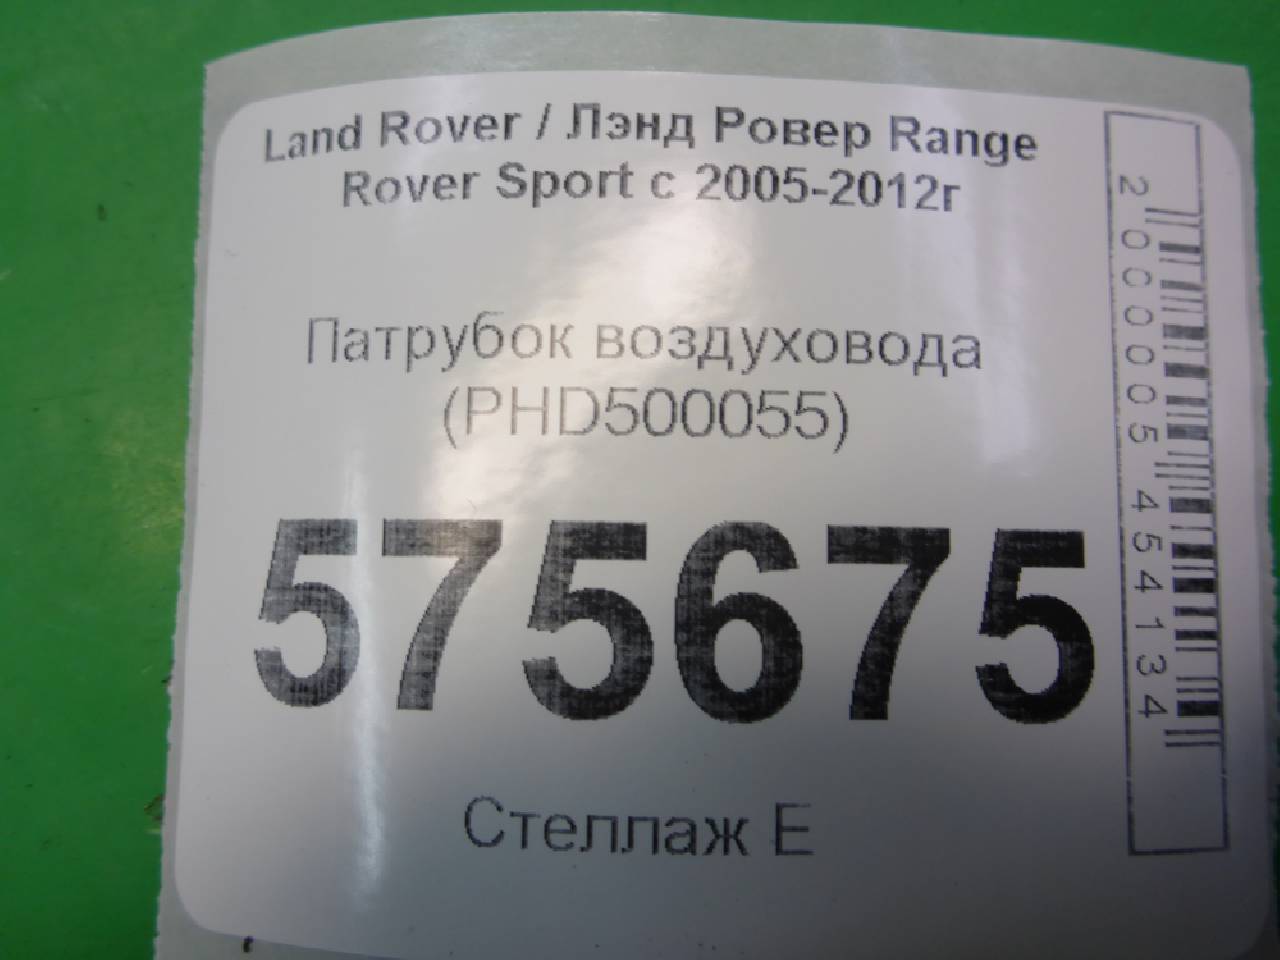 Land Rover / Лэнд Ровер Range
Rover Sport с 2005-2012г
Патрубок воздуховода
(PHD500055)
575675
Стеллаж Е
2000005454134